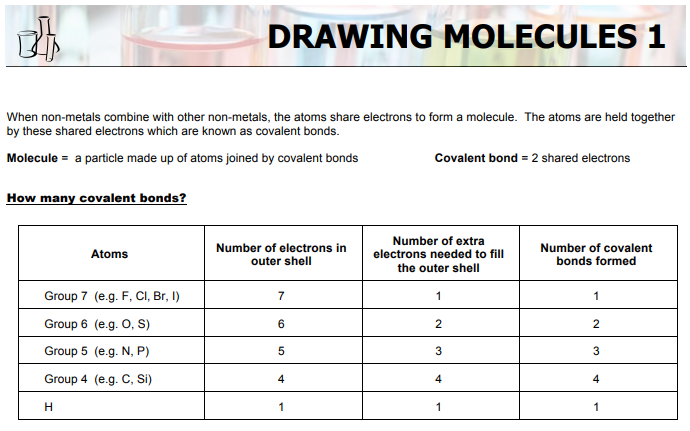 DRAWING MOLECULES 1
When non-metals combine with other non-metals, the atoms share electrons to form a molecule. The atoms are held together
by these shared electrons which are known as covalent bonds.
Molecule = a particle made up of atoms joined by covalent bonds Covalent bond = 2 shared electrons
How many covalent bonds?
Atoms
Number of electrons in
outer shell
Number of extra
electrons needed to fill
the outer shell
Number of covalent
bonds formed
Group 7 (e.g. F, Cl, Br, I) 7 1 1
Group 6 (e.g. O, S) 6 2 2
Group 5 (e.g. N, P) 5 3 3
Group 4 (e.g. C, Si) 4 4 4
H 1 1 1